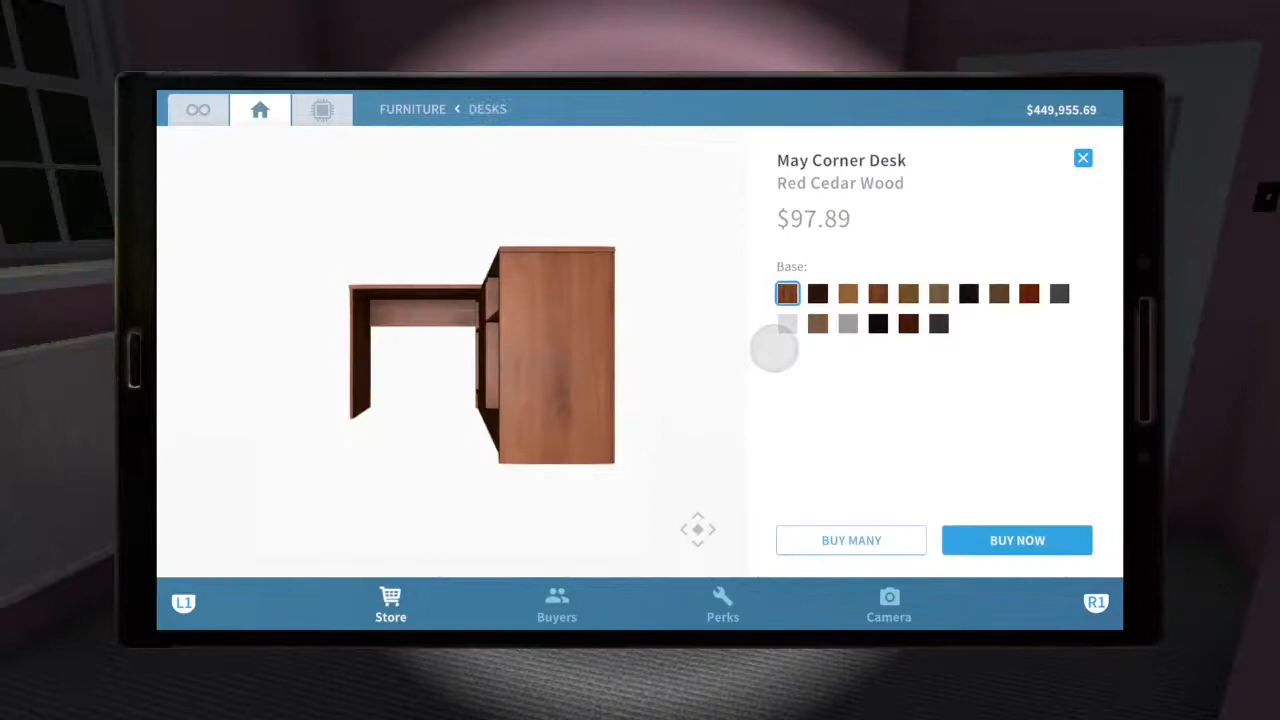 FURNITURE < DESKS
$449,955.69
May Corner Desk
Red Cedar Wood
$97.89
Base:
BUY MANY
BUY NOW
L1
Store
Buyers
Perks
Camera
R1